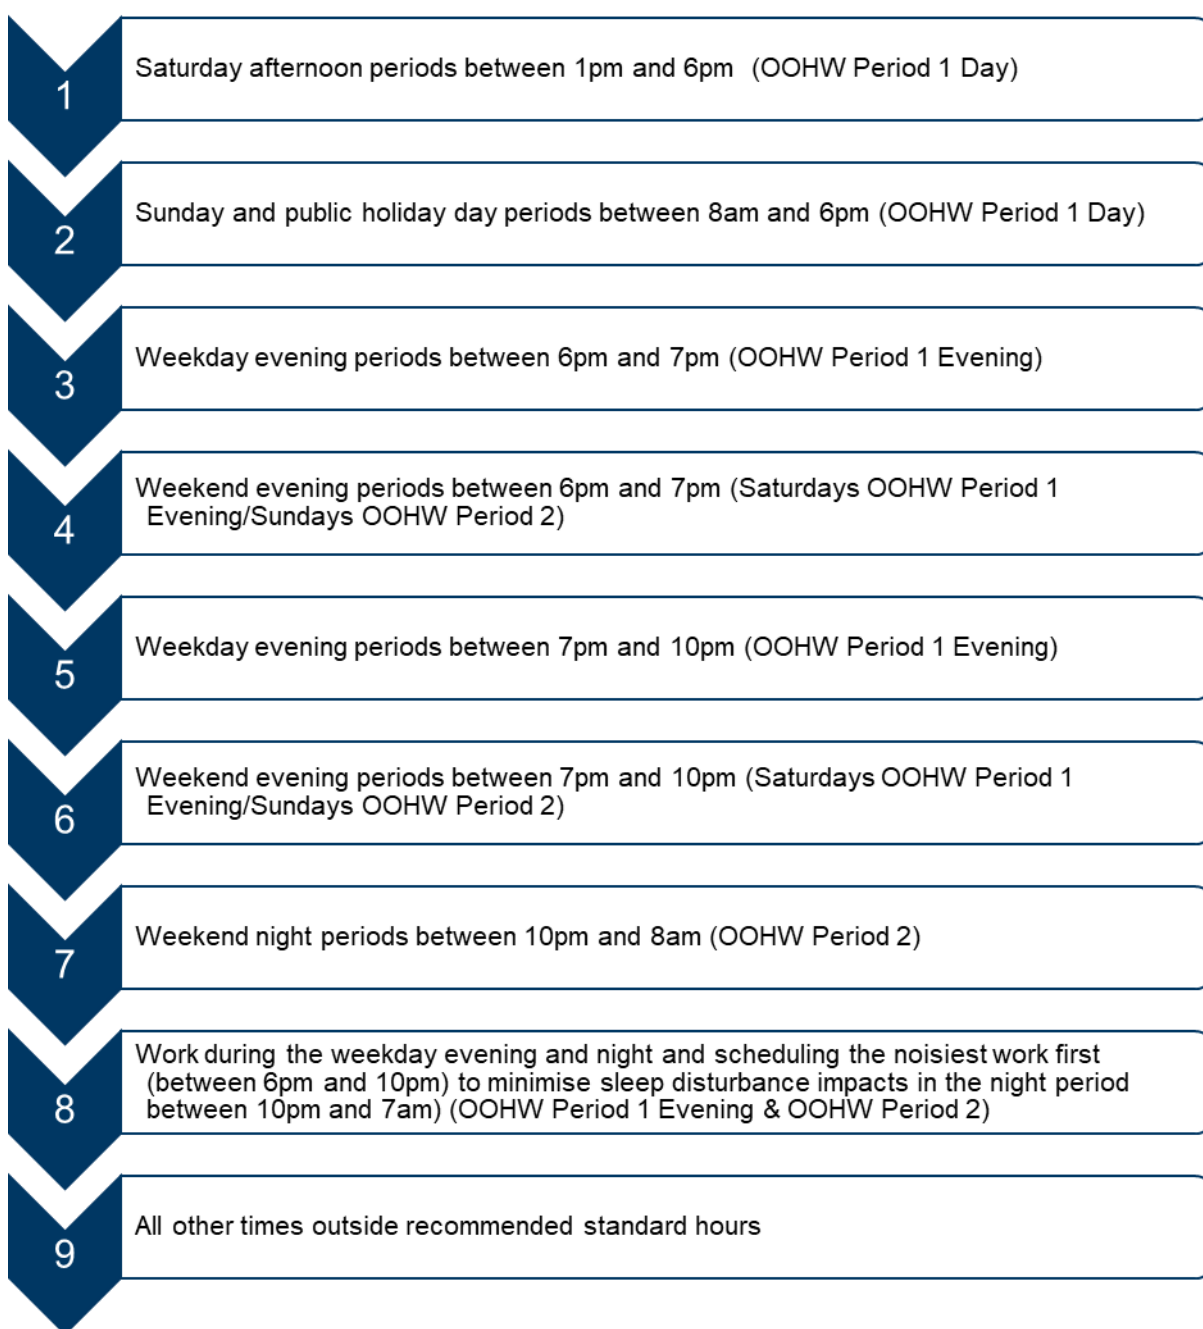 1
Saturday afternoon periods between 1pm and 6pm (OOHW Period 1 Day)
2
Sunday and public holiday day periods between 8am and 6pm (OOHW Period 1 Day)
3
Weekday evening periods between 6pm and 7pm (OOHW Period 1 Evening)
4
Weekend evening periods between 6pm and 7pm (Saturdays OOHW Period 1
Evening/Sundays OOHW Period 2)
5
Weekday evening periods between 7pm and 10pm (OOHW Period 1 Evening)
6
Weekend evening periods between 7pm and 10pm (Saturdays OOHW Period 1
Evening/Sundays OOHW Period 2)
7
Weekend night periods between 10pm and 8am (OOHW Period 2)
8
Work during the weekday evening and night and scheduling the noisiest work first
(between 6pm and 10pm) to minimise sleep disturbance impacts in the night period
between 10pm and 7am) (OOHW Period 1 Evening & OOHW Period 2)
9
All other times outside recommended standard hours